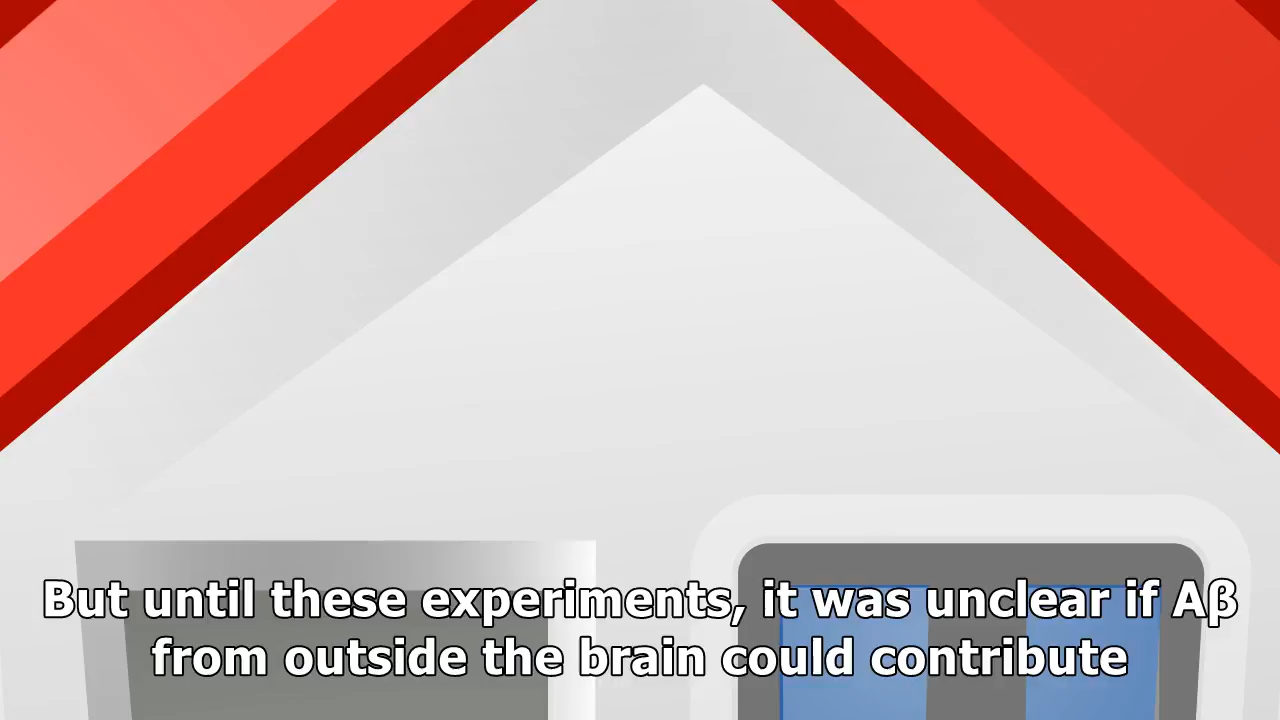 But until these experiments, it was unclear if Aβ
from outside the brain could contribute